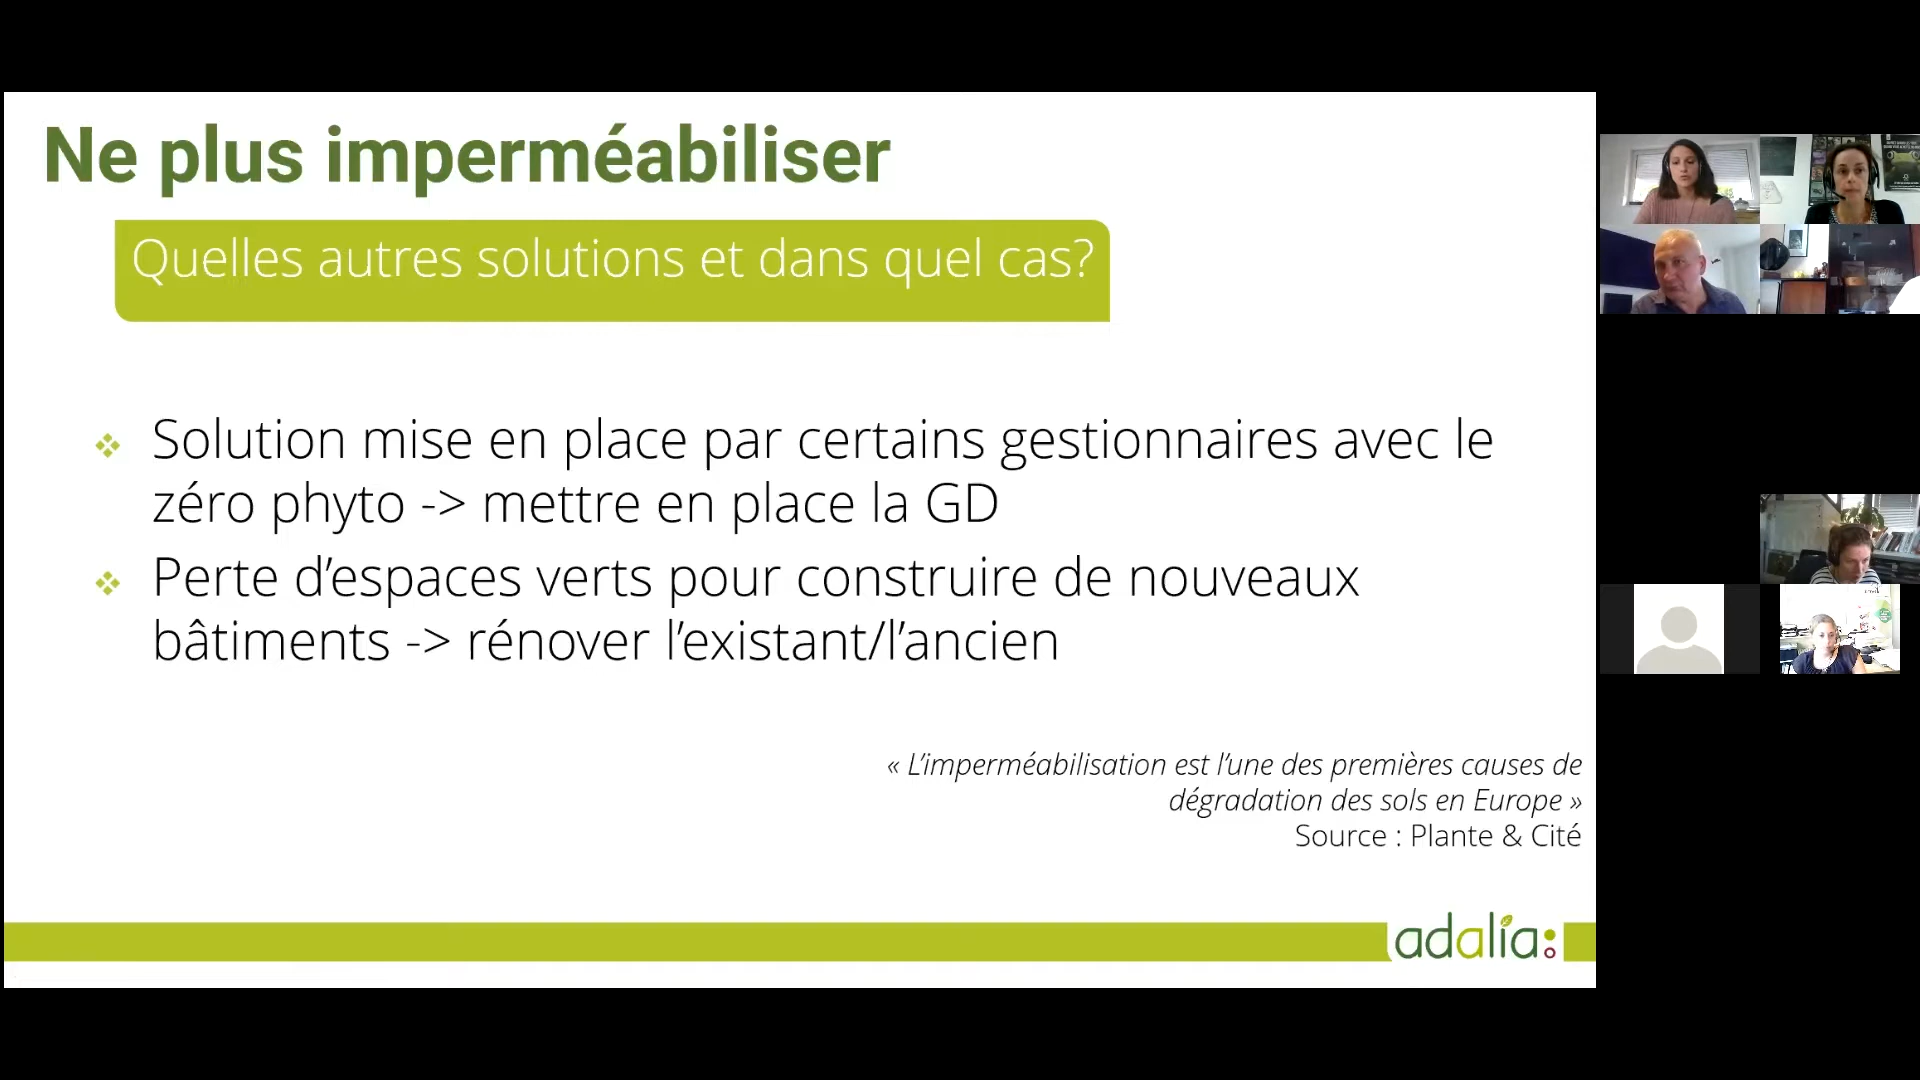 Ne plus imperméabiliser
Quelles autres solutions et dans quel cas?
Solution mise en place par certains gestionnaires avec le
zéro phyto -> mettre en place la GD
Perte d’espaces verts pour construire de nouveaux
bâtiments -> rénover l’existant/l’ancien
« L’imperméabilisation est l’une des premières causes de
dégradation des sols en Europe »
Source : Plante & Cité
adalia